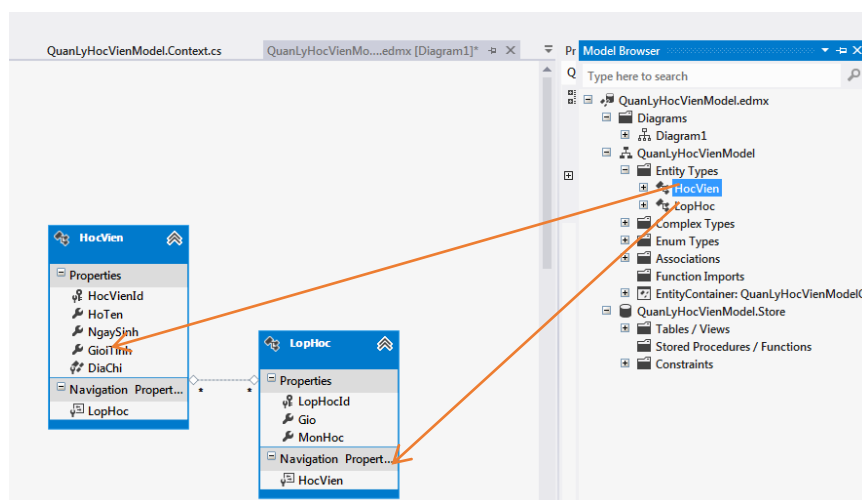 QuanLyHocVienModel.Context.cs
QuanLyHocVienMo....edmx [Diagram1]*
Pr
Q
HocVien
Properties
HocVienId
HoTen
NgaySinh
GioiTinh
DiaChi
Navigation Propert...
LopHoc
*
*
LopHoc
Properties
LopHocId
Gio
MonHoc
Navigation Propert...
HocVien
Model Browser
Type here to search
QuanLyHocVienModel.edmx
Diagrams
Diagram1
QuanLyHocVienModel
Entity Types
HocVien
LopHoc
Complex Types
Enum Types
Associations
Function Imports
EntityContainer: QuanLyHocVienModelC
QuanLyHocVienModel.Store
Tables / Views
Stored Procedures / Functions
Constraints